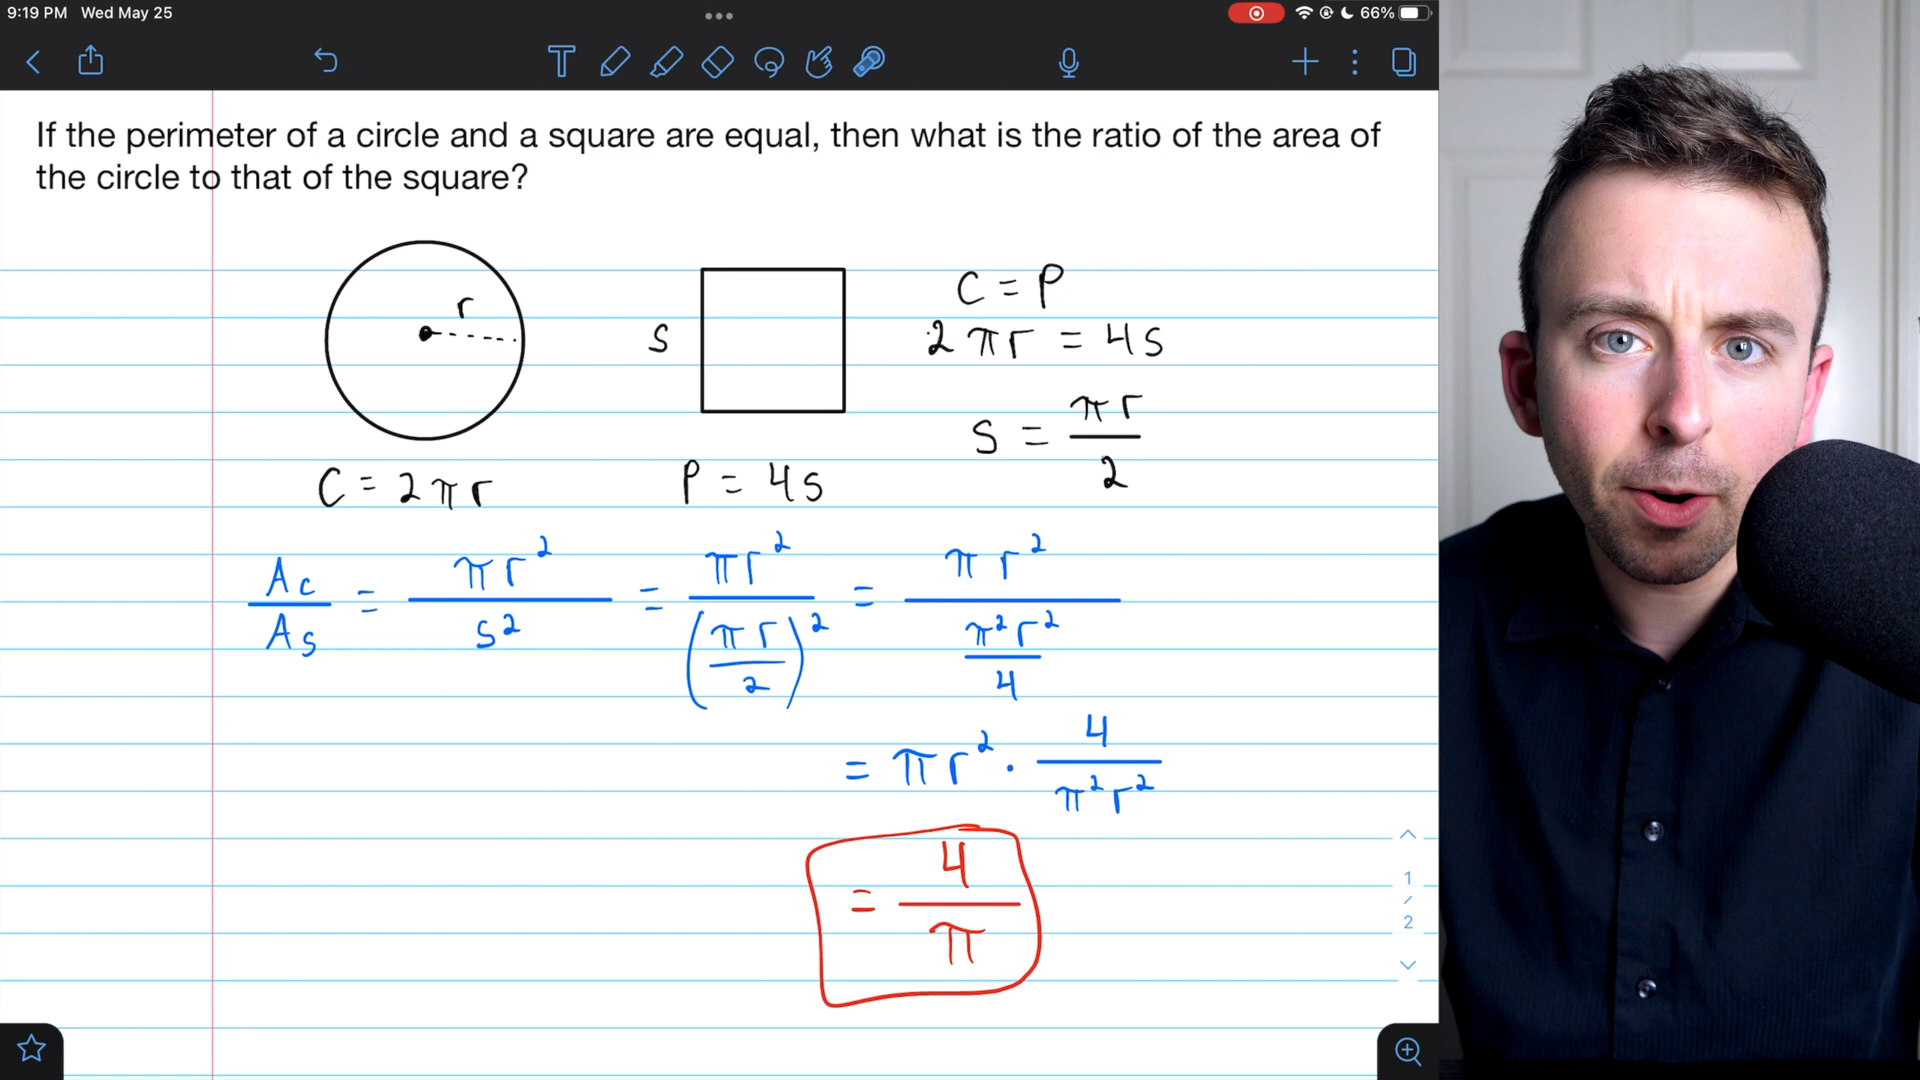 9:19 PM Wed May 25
66%
If the perimeter of a circle and a square are equal, then what is the ratio of the area of
the circle to that of the square?
r
S
C = P
2πr = 4s
S = πr/2
C = 2πr
P = 4s
Ac/As = πr²/s² = πr²/(πr/2)² = πr²/(π²r²/4)
= πr² · 4/(π²r²)
= 4/π
1
/
2